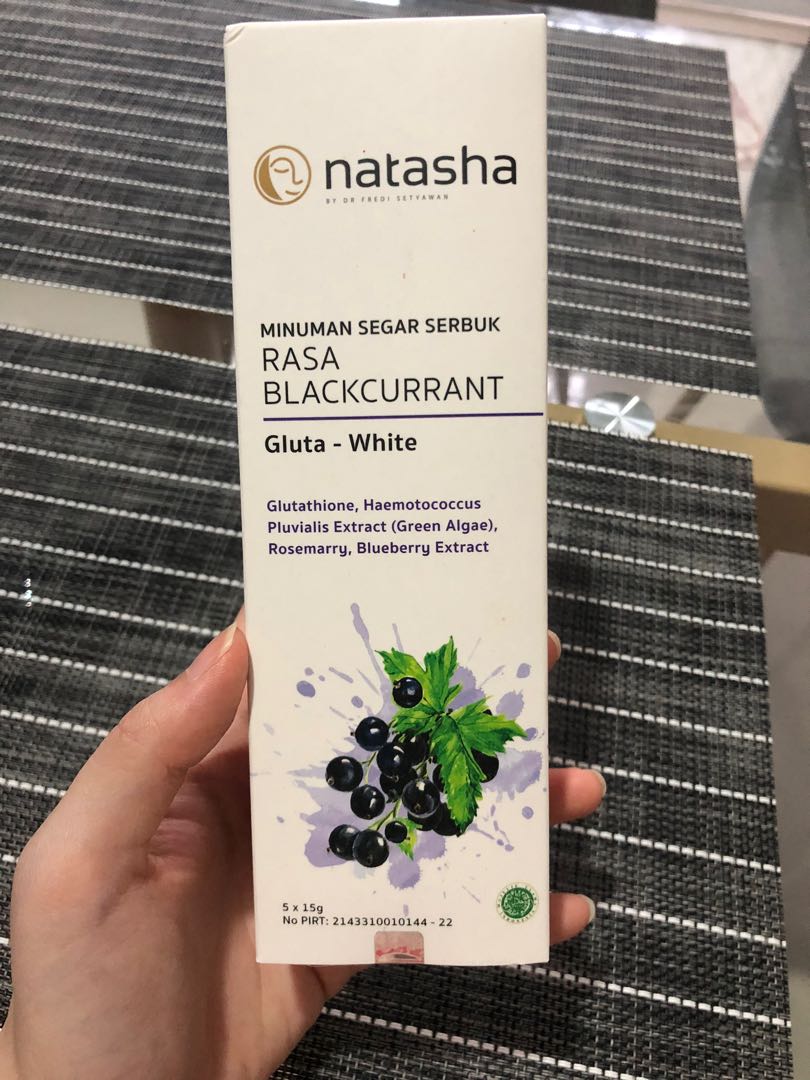 natasha
BY DR FREDI SETYAWAN
MINUMAN SEGAR SERBUK
RASA
BLACKCURRANT
Gluta - White
Glutathione, Haemotococcus
Pluvialis Extract (Green Algae),
Rosemarry, Blueberry Extract
5 x 15g
No PIRT: 2143310010144 - 22